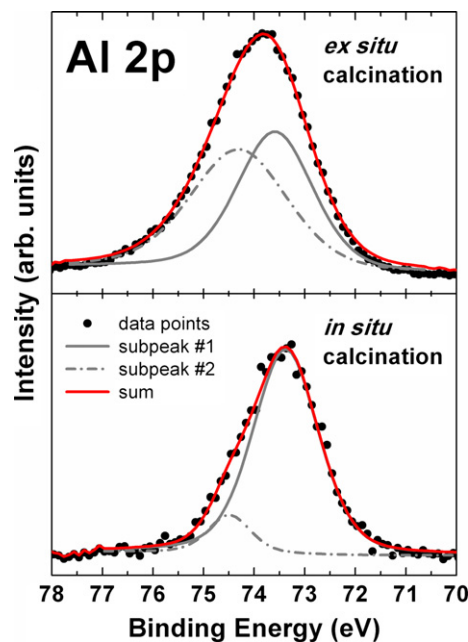 Al 2p
ex situ
calcination
Intensity (arb. units)
in situ
calcination
data points
subpeak #1
subpeak #2
sum
78 77 76 75 74 73 72 71 70
Binding Energy (eV)